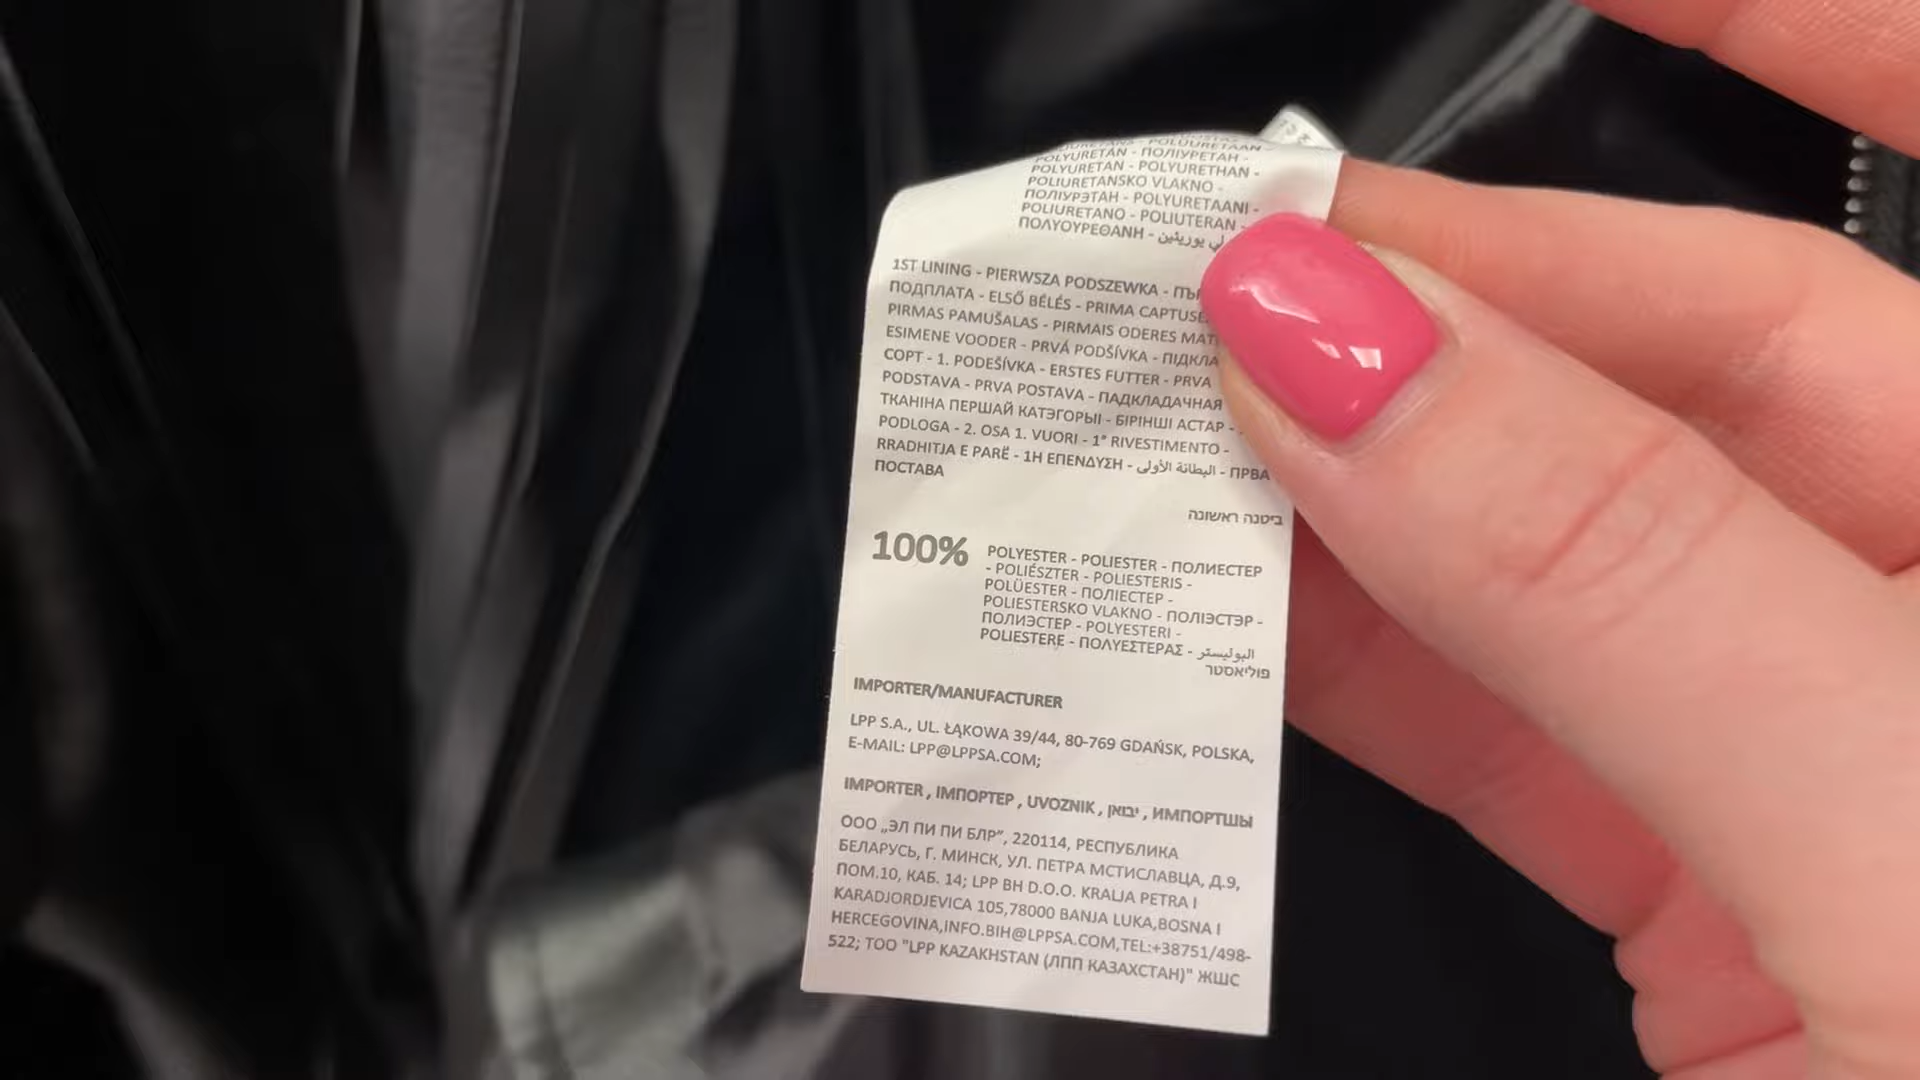 POLYURETAN - ПОЛІУРЕТАН -
POLYURETAN - POLYURETHAN -
POLIURETANSKO VLAKNO -
ПОЛІУРЭТАН - POLYURETAANI -
POLIURETANO - POLIUTERAN -
ΠΟΛΥΟΥΡΕΘΑΝΗ -
1ST LINING - PIERWSZA PODSZEWKA -
ПОДПЛАТА - ELSŐ BÉLÉS - PRIMA
PIRMAS PAMUŠALAS - PIRMAIS ODERES
ESIMENE VOODER - PRVÁ PODŠÍVKA -
СОРТ - 1. PODEŠÍVKA - ERSTES FUTTER - PRVA
PODSTAVA - PRVA POSTAVA - ПАДКЛАДАЧНАЯ
ТКАНІНА ПЕРШАЙ КАТЭГОРЫІ - БІРІНШІ АСТАР -
PODLOGA - 2. OSA 1. VUORI - 1ª RIVESTIMENTO -
RRADHITJA E PARË - 1Η ΕΠΕΝΔΥΣΗ - البطانة الأولى - ПРВА
ПОСТАВА
ביטנה ראשונה
100% POLYESTER - POLIESTER - ПОЛИЕСТЕР
- POLIÉSZTER - POLIESTERIS -
POLÜESTER - ПОЛІЕСТЕР -
POLIESTERSKO VLAKNO - ПОЛІЭСТЭР -
ПОЛИЭСТЕР - POLYESTERI -
POLIESTERE - ΠΟΛΥΕΣΤΕΡΑΣ - البوليستر
פוליאסטר
IMPORTER/MANUFACTURER
LPP S.A., UL. ŁĄKOWA 39/44, 80-769 GDAŃSK, POLSKA,
E-MAIL: LPP@LPPSA.COM;
IMPORTER , ІМПОРТЕР , UVOZNIK , יבואן , ИМПОРТШЫ
ООО „ЭЛ ПИ ПИ БЛР”, 220114, РЕСПУБЛИКА
БЕЛАРУСЬ, Г. МИНСК, УЛ. ПЕТРА МСТИСЛАВЦА, Д.9,
ПОМ.10, КАБ. 14; LPP BH D.O.O. KRALJA PETRA I
KARADJORDJEVICA 105,78000 BANJA LUKA,BOSNA I
HERCEGOVINA,INFO.BIH@LPPSA.COM,TEL:+38751/498-
522; ТОО "LPP KAZAKHSTAN (ЛПП КАЗАХСТАН)" ЖШС